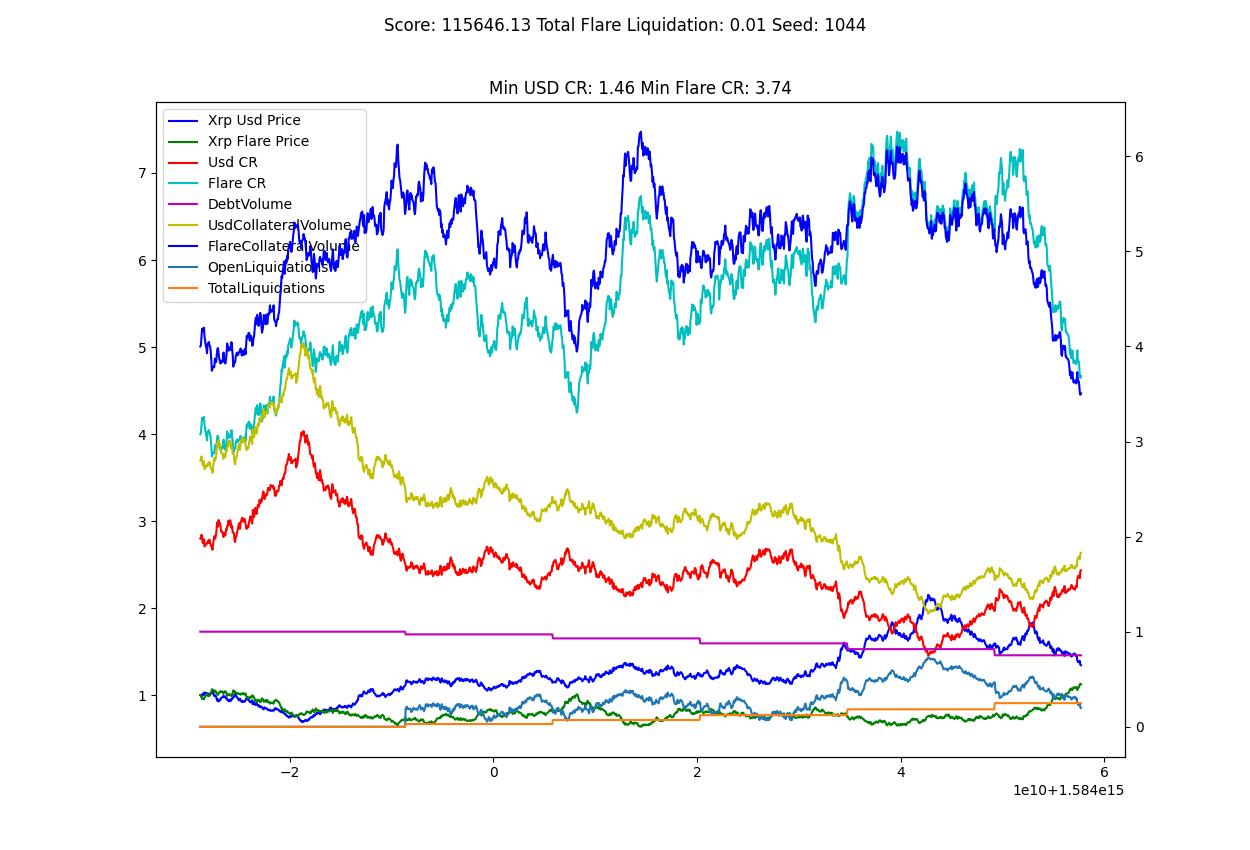 Score: 115646.13 Total Flare Liquidation: 0.01 Seed: 1044
Min USD CR: 1.46 Min Flare CR: 3.74
Xrp Usd Price
Xrp Flare Price
Usd CR
Flare CR
DebtVolume
UsdCollateralVolume
FlareCollateralVolume
OpenLiquidations
TotalLiquidations
7
6
5
4
3
2
1
6
5
4
3
2
1
0
−2
0
2
4
6
1e10+1.584e15